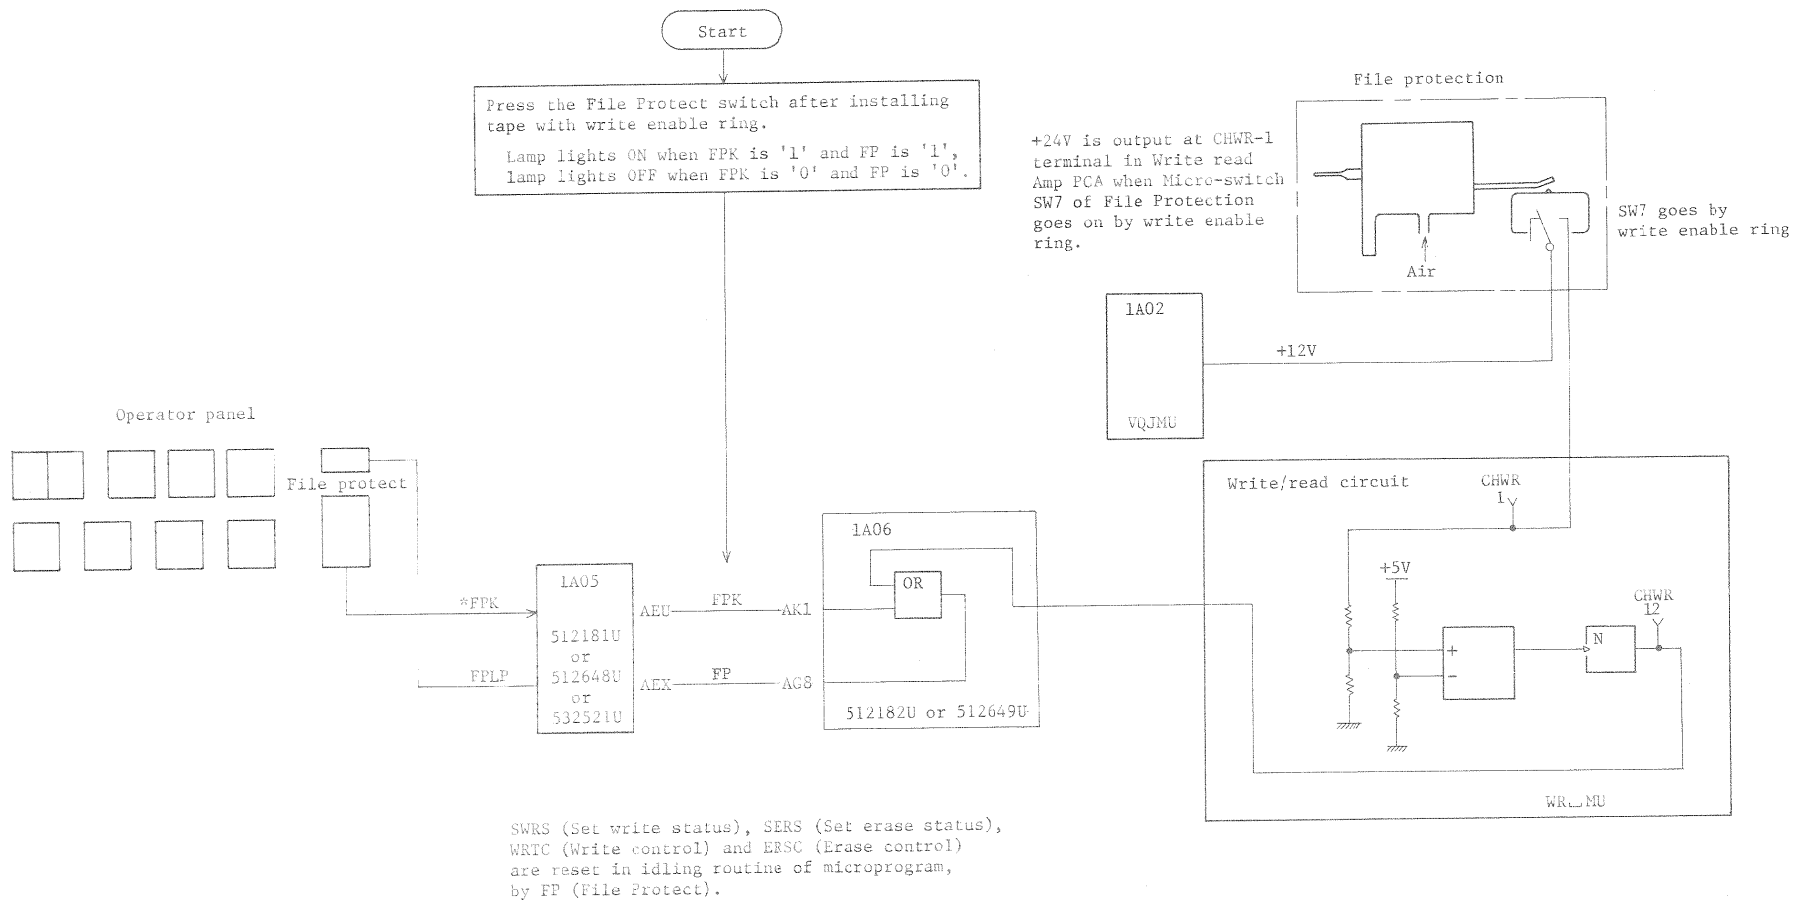 Start
Press the File Protect switch after installing
tape with write enable ring.
Lamp lights ON when FPK is '1' and FP is '1',
lamp lights OFF when FPK is '0' and FP is '0'.
File protection
+24V is output at CHWR-1
terminal in Write read
Amp PCA when Micro-switch
SW7 of File Protection
goes on by write enable
ring.
SW7 goes by
write enable ring
Air
1A02
+12V
VQJMU
Operator panel
File protect
Write/read circuit
CHWR
1
1A06
OR
+5V
1A05
*FPK
AEU
FPK
AK1
CHWR
12
N
512181U
or
512648U
or
532521U
+
-
FPLP
AEX
FP
AG8
512182U or 512649U
WR⎵MU
SWRS (Set write status), SERS (Set erase status),
WRTC (Write control) and ERSC (Erase control)
are reset in idling routine of microprogram,
by FP (File Protect).